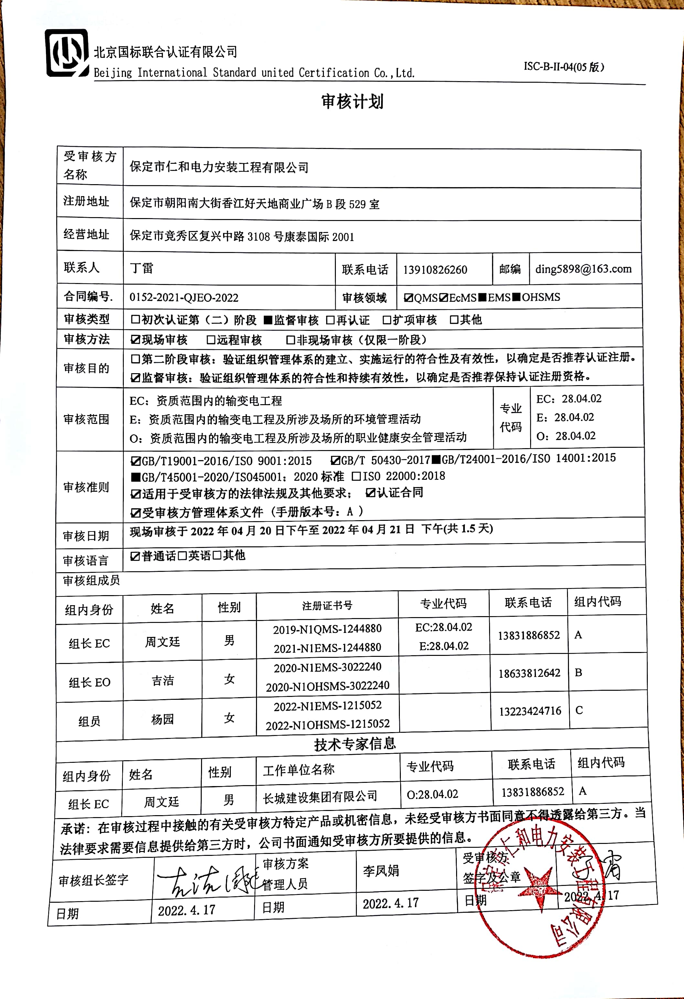 北京国标联合认证有限公司
Beijing International Standard united Certification Co.,Ltd.
ISC-B-II-04(05版)
审核计划
受审核方名称 保定市仁和电力安装工程有限公司
注册地址 保定市朝阳南大街香江好天地商业广场 B 段 529 室
经营地址 保定市竞秀区复兴中路 3108 号康泰国际 2001
联系人 丁雷 联系电话 13910826260 邮编 ding5898@163.com
合同编号. 0152-2021-QJEO-2022 审核领域 ☑QMS☑EcMS■EMS■OHSMS
审核类型 □初次认证第（二）阶段 ■监督审核 □再认证 □扩项审核 □其他
审核方法 ☑现场审核 □远程审核 □非现场审核（仅限一阶段）
审核目的 □第二阶段审核：验证组织管理体系的建立、实施运行的符合性及有效性，以确定是否推荐认证注册。
☑监督审核：验证组织管理体系的符合性和持续有效性，以确定是否推荐保持认证注册资格。
审核范围
EC：资质范围内的输变电工程
E：资质范围内的输变电工程及所涉及场所的环境管理活动
O：资质范围内的输变电工程及所涉及场所的职业健康安全管理活动
专业代码
EC：28.04.02
E：28.04.02
O：28.04.02
审核准则
☑GB/T19001-2016/ISO 9001:2015 ☑GB/T 50430-2017■GB/T24001-2016/ISO 14001:2015
■GB/T45001-2020/ISO45001：2020 标准 □ISO 22000:2018
☑适用于受审核方的法律法规及其他要求； ☑认证合同
☑受审核方管理体系文件（手册版本号：A ）
审核日期 现场审核于 2022 年 04 月 20 日下午至 2022 年 04 月 21 日 下午(共 1.5 天)
审核语言 ☑普通话□英语□其他
审核组成员
组内身份 姓名 性别 注册证书号 专业代码 联系电话 组内代码
组长 EC 周文廷 男 2019-N1QMS-1244880 EC:28.04.02 13831886852 A
2021-N1EMS-1244880 E:28.04.02
组长 EO 吉洁 女 2020-N1EMS-3022240 18633812642 B
2020-N1OHSMS-3022240
组员 杨园 女 2022-N1EMS-1215052 13223424716 C
2022-N1OHSMS-1215052
技术专家信息
组内身份 姓名 性别 工作单位名称 专业代码 联系电话 组内代码
组长 EC 周文廷 男 长城建设集团有限公司 O:28.04.02 13831886852 A
承诺：在审核过程中接触的有关受审核方特定产品或机密信息，未经受审核方书面同意不得透露给第三方。当
法律要求需要信息提供给第三方时，公司书面通知受审核方所要提供的信息。
审核组长签字 审核方案管理人员 李凤娟 受审核方签字及公章
日期 2022.4.17 日期 2022.4.17 日期 2022.4.17
保定市仁和电力安装工程有限公司